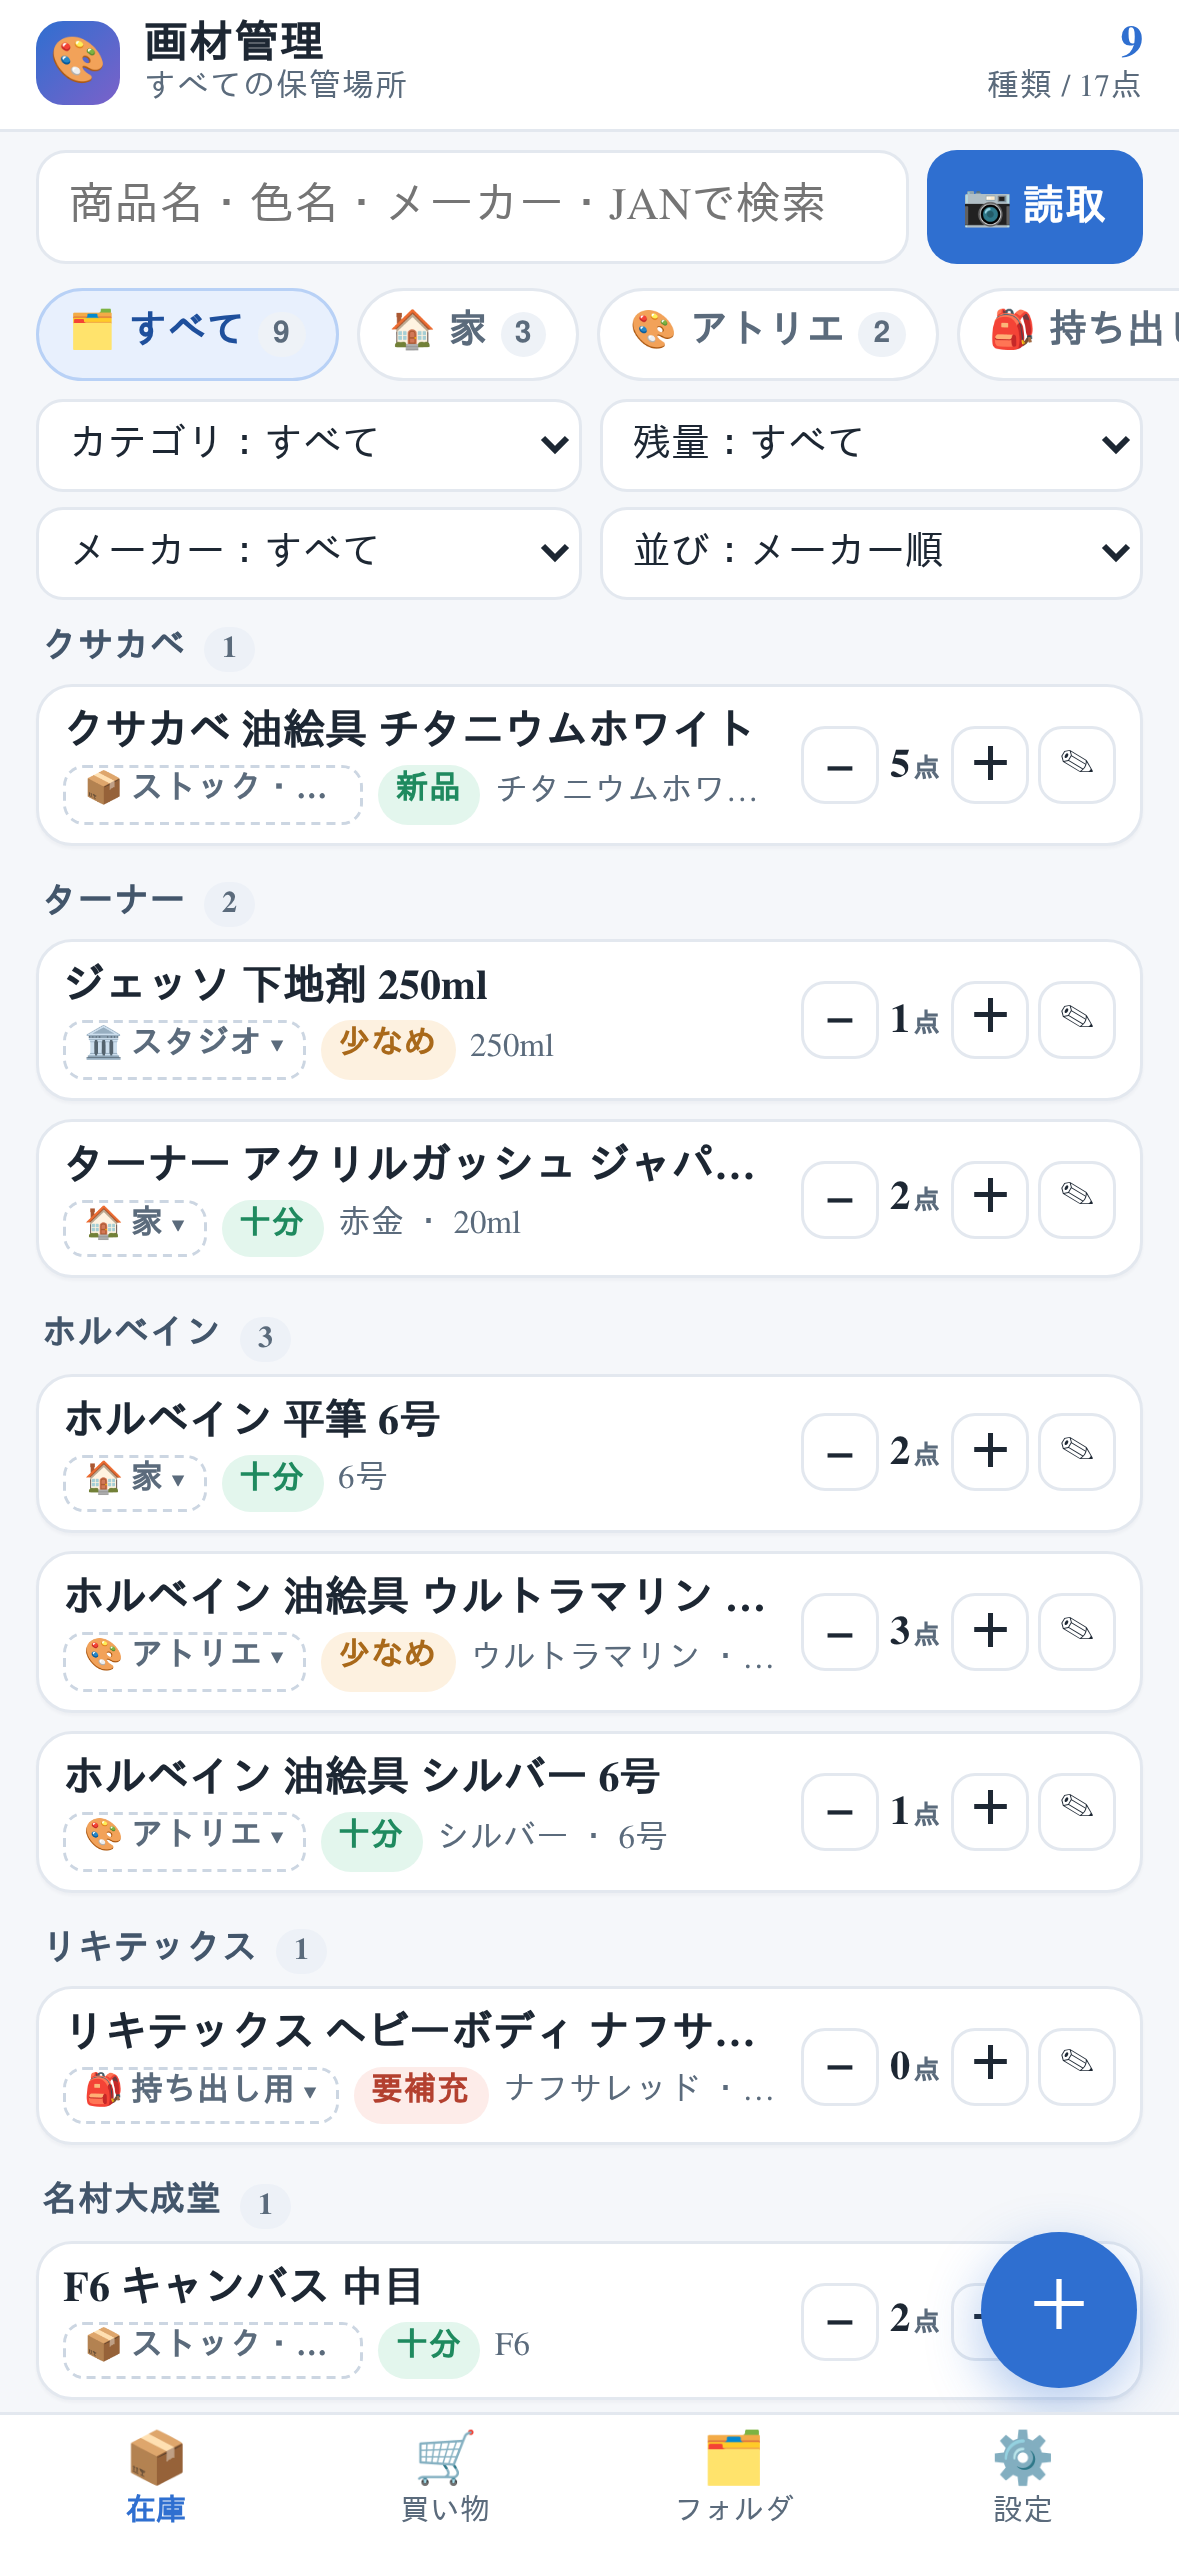 画材管理
すべての保管場所
9
種類 / 17点
商品名・色名・メーカー・JANで検索
読取
すべて 9
家 3
アトリエ 2
持ち出し
カテゴリ：すべて
残量：すべて
メーカー：すべて
並び：メーカー順
クサカベ 1
クサカベ 油絵具 チタニウムホワイト
ストック・...
新品
チタニウムホワ...
− 5点 +
ターナー 2
ジェッソ 下地剤 250ml
スタジオ ▾
少なめ
250ml
− 1点 +
ターナー アクリルガッシュ ジャパ...
家 ▾
十分
赤金 ・ 20ml
− 2点 +
ホルベイン 3
ホルベイン 平筆 6号
家 ▾
十分
6号
− 2点 +
ホルベイン 油絵具 ウルトラマリン ...
アトリエ ▾
少なめ
ウルトラマリン ・...
− 3点 +
ホルベイン 油絵具 シルバー 6号
アトリエ ▾
十分
シルバー ・ 6号
− 1点 +
リキテックス 1
リキテックス ヘビーボディ ナフサ...
持ち出し用 ▾
要補充
ナフサレッド ・...
− 0点 +
名村大成堂 1
F6 キャンバス 中目
ストック・...
十分
F6
− 2点
+
在庫
買い物
フォルダ
設定